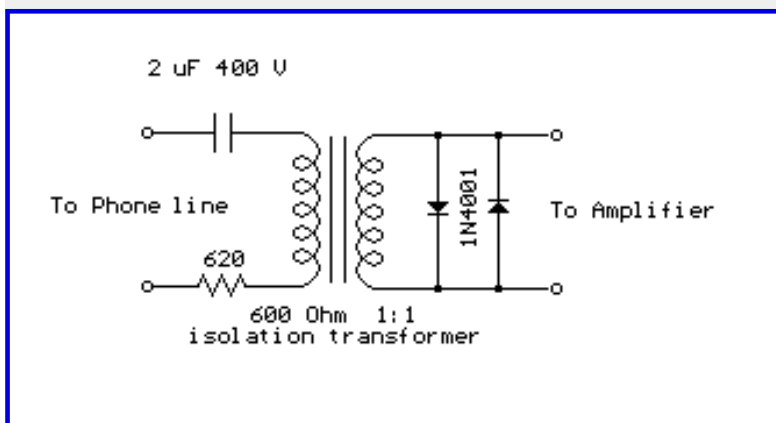 2 uF 400 V
To Phone line
620
1N4001
To Amplifier
600 Ohm 1:1
isolation transformer